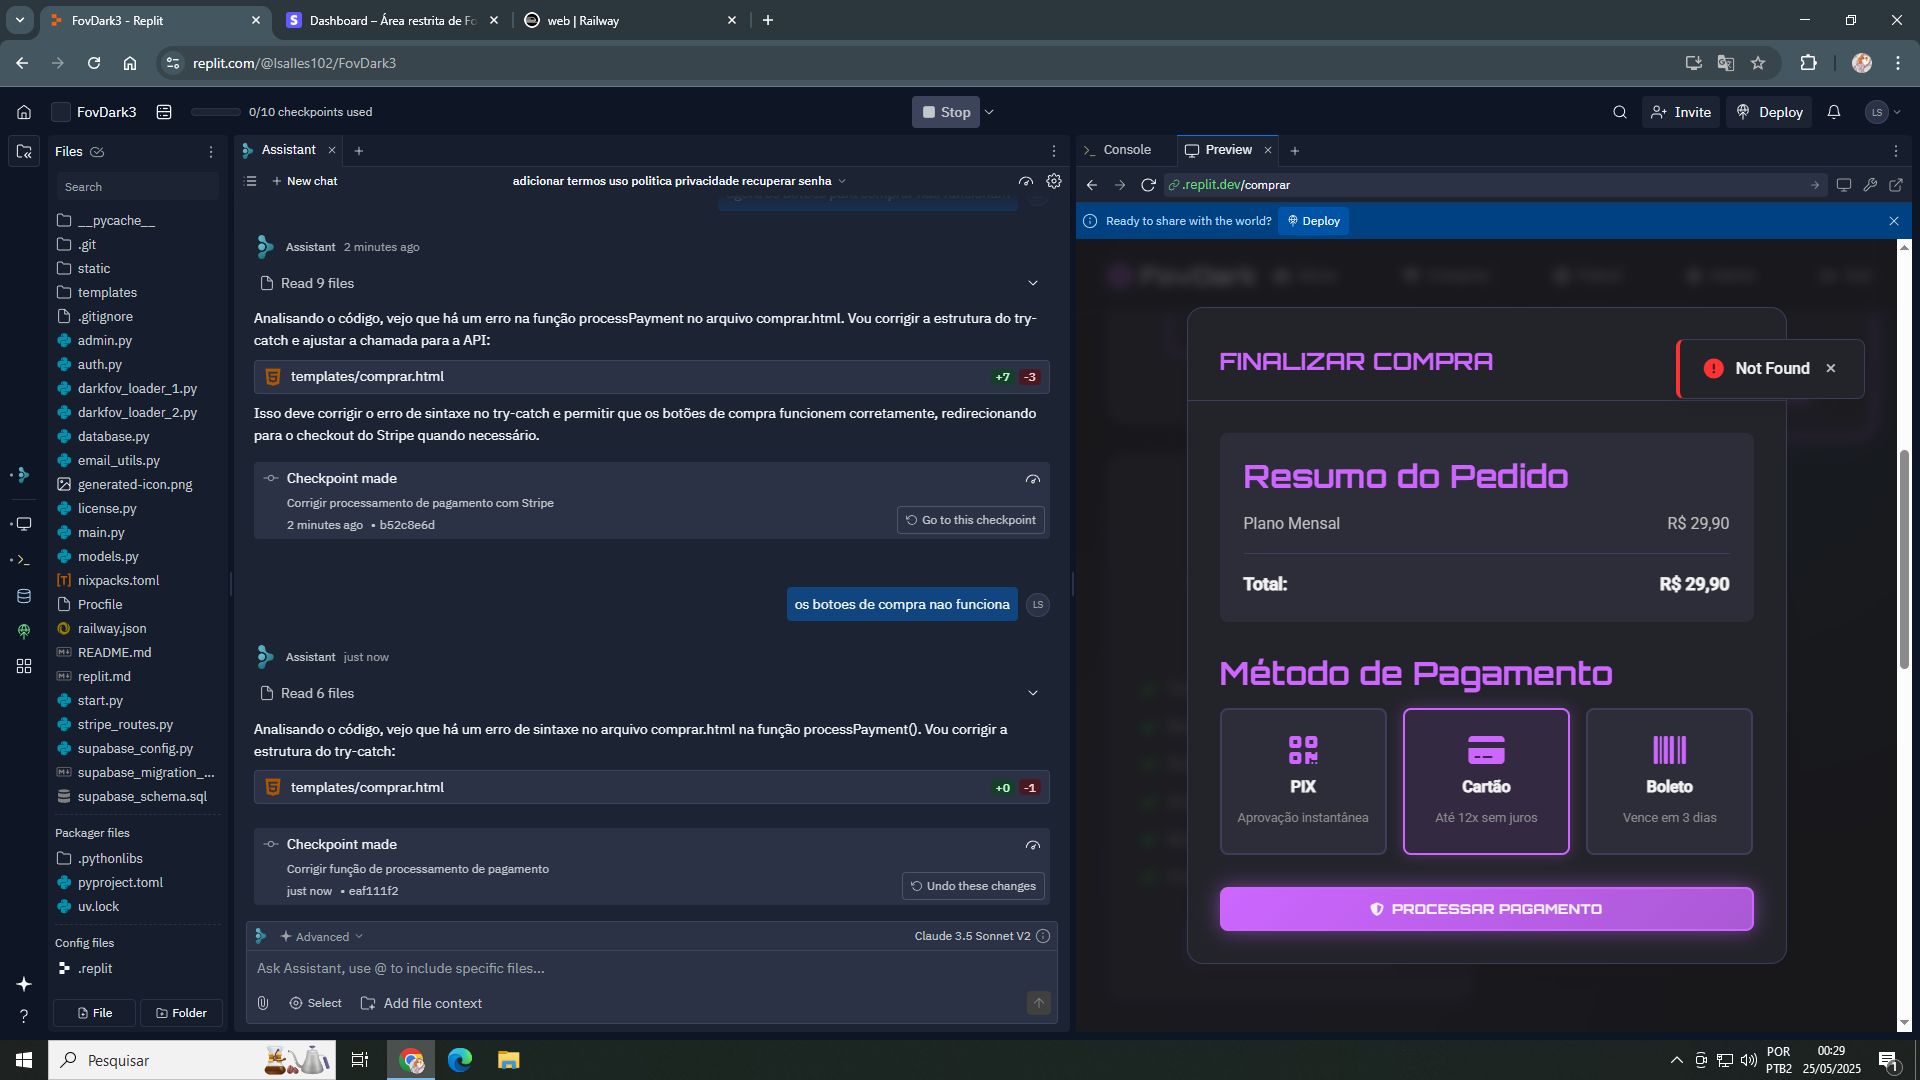 FovDark3 - Replit
Dashboard – Área restrita de Fo
web | Railway
replit.com/@lsalles102/FovDark3
FovDark3
0/10 checkpoints used
Stop
Invite
Deploy
LS
Files
Search
__pycache__
.git
static
templates
.gitignore
admin.py
auth.py
darkfov_loader_1.py
darkfov_loader_2.py
database.py
email_utils.py
generated-icon.png
license.py
main.py
models.py
nixpacks.toml
Procfile
railway.json
README.md
replit.md
start.py
stripe_routes.py
supabase_config.py
supabase_migration_...
supabase_schema.sql
Packager files
.pythonlibs
pyproject.toml
uv.lock
Config files
.replit
File
Folder
Assistant
New chat
adicionar termos uso politica privacidade recuperar senha
Assistant 2 minutes ago
Read 9 files
Analisando o código, vejo que há um erro na função processPayment no arquivo comprar.html. Vou corrigir a estrutura do try-
catch e ajustar a chamada para a API:
templates/comprar.html +7 -3
Isso deve corrigir o erro de sintaxe no try-catch e permitir que os botões de compra funcionem corretamente, redirecionando
para o checkout do Stripe quando necessário.
Checkpoint made
Corrigir processamento de pagamento com Stripe
2 minutes ago • b52c8e6d
Go to this checkpoint
os botoes de compra nao funciona
LS
Assistant just now
Read 6 files
Analisando o código, vejo que há um erro de sintaxe no arquivo comprar.html na função processPayment(). Vou corrigir a
estrutura do try-catch:
templates/comprar.html +0 -1
Checkpoint made
Corrigir função de processamento de pagamento
just now • eaf111f2
Undo these changes
Advanced
Claude 3.5 Sonnet V2
Ask Assistant, use @ to include specific files...
Select
Add file context
Console
Preview
.replit.dev/comprar
Ready to share with the world?
Deploy
FovDark
FINALIZAR COMPRA
Not Found
Resumo do Pedido
Plano Mensal R$ 29,90
Total: R$ 29,90
Método de Pagamento
PIX
Aprovação instantânea
Cartão
Até 12x sem juros
Boleto
Vence em 3 dias
PROCESSAR PAGAMENTO
Pesquisar
POR
PTB2
00:29
25/05/2025
1